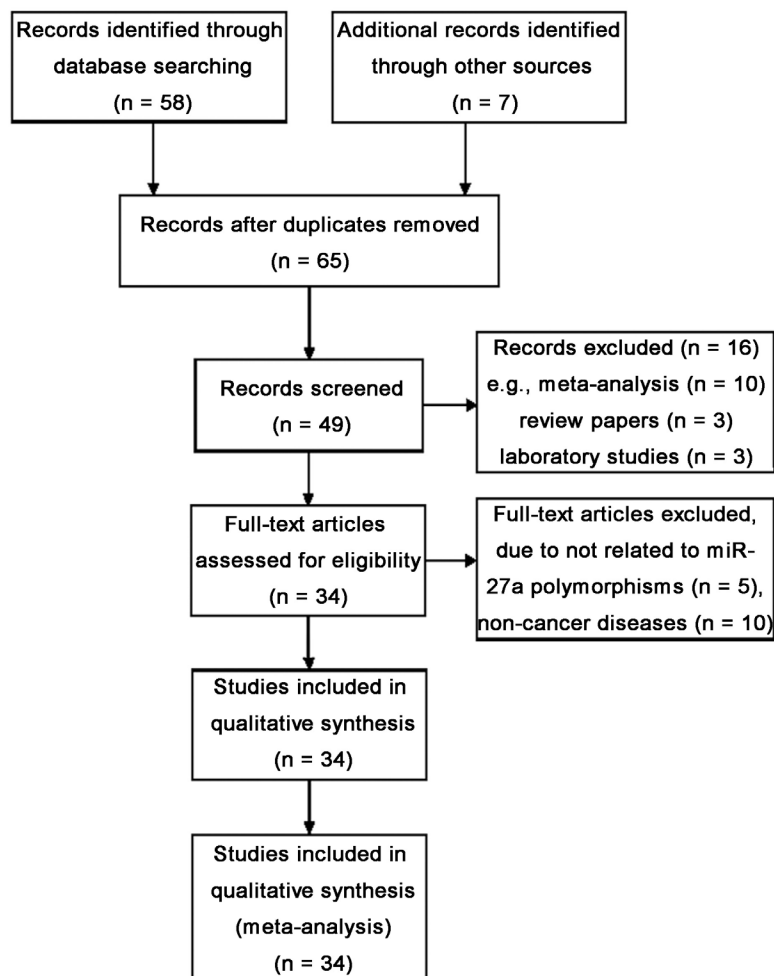 Records identified through
database searching
(n = 58)
Additional records identified
through other sources
(n = 7)
Records after duplicates removed
(n = 65)
Records screened
(n = 49)
Records excluded (n = 16)
e.g., meta-analysis (n = 10)
review papers (n = 3)
laboratory studies (n = 3)
Full-text articles
assessed for eligibility
(n = 34)
Full-text articles excluded,
due to not related to miR-
27a polymorphisms (n = 5),
non-cancer diseases (n = 10)
Studies included in
qualitative synthesis
(n = 34)
Studies included in
qualitative synthesis
(meta-analysis)
(n = 34)